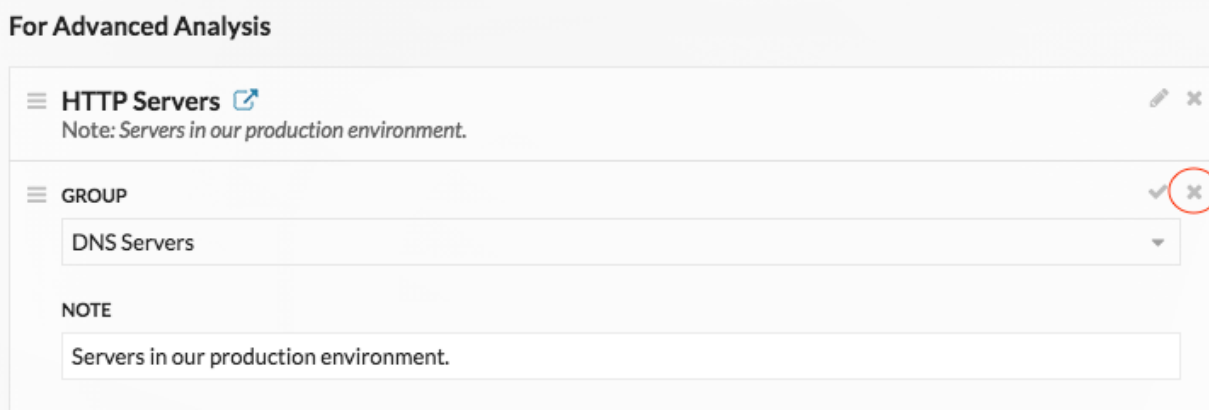 For Advanced Analysis
HTTP Servers
Note: Servers in our production environment.
GROUP
DNS Servers
NOTE
Servers in our production environment.